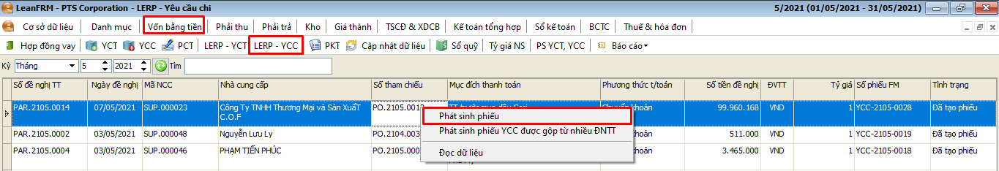 LeanFRM - PTS Corporation - LERP - Yêu cầu chi 5/2021 (01/05/2021 - 31/05/2021)
Cơ sở dữ liệu Danh mục Vốn bằng tiền Phải thu Phải trả Kho Giá thành TSCĐ & XDCB Kế toán tổng hợp Sổ kế toán BCTC Thuế & hóa đơn
Hợp đồng vay YCT YCC PCT LERP - YCT LERP - YCC PKT Cập nhật dữ liệu Sổ quỹ Tỷ giá NS PS YCT, YCC Báo cáo
Kỳ Tháng 5 2021 Tìm
Số đề nghị TT Ngày đề nghị Mã NCC Nhà cung cấp Số tham chiếu Mục đích thanh toán Phương thức t/toán Số tiền đề nghị ĐVTT Tỷ giá Số phiếu FM Tình trạng
PAR.2105.0014 07/05/2021 SUP.000023 Công Ty TNHH Thương Mại và Sản XuấT PO.2105.001 99.960.168 VND 1 YCC-2105-0028 Đã tạo phiếu
C.O.F
Phát sinh phiếu
PAR.2105.0002 03/05/2021 SUP.000048 Nguyễn Lưu Ly PO.2104.003 Phát sinh phiếu YCC được gộp từ nhiều ĐNTT khoản 511.000 VND 1 YCC-2105-0019 Đã tạo phiếu
PAR.2105.0004 03/05/2021 SUP.000046 PHẠM TIẾN PHÚC PO.2105.000 khoản 3.465.000 VND 1 YCC-2105-0018 Đã tạo phiếu
Đọc dữ liệu